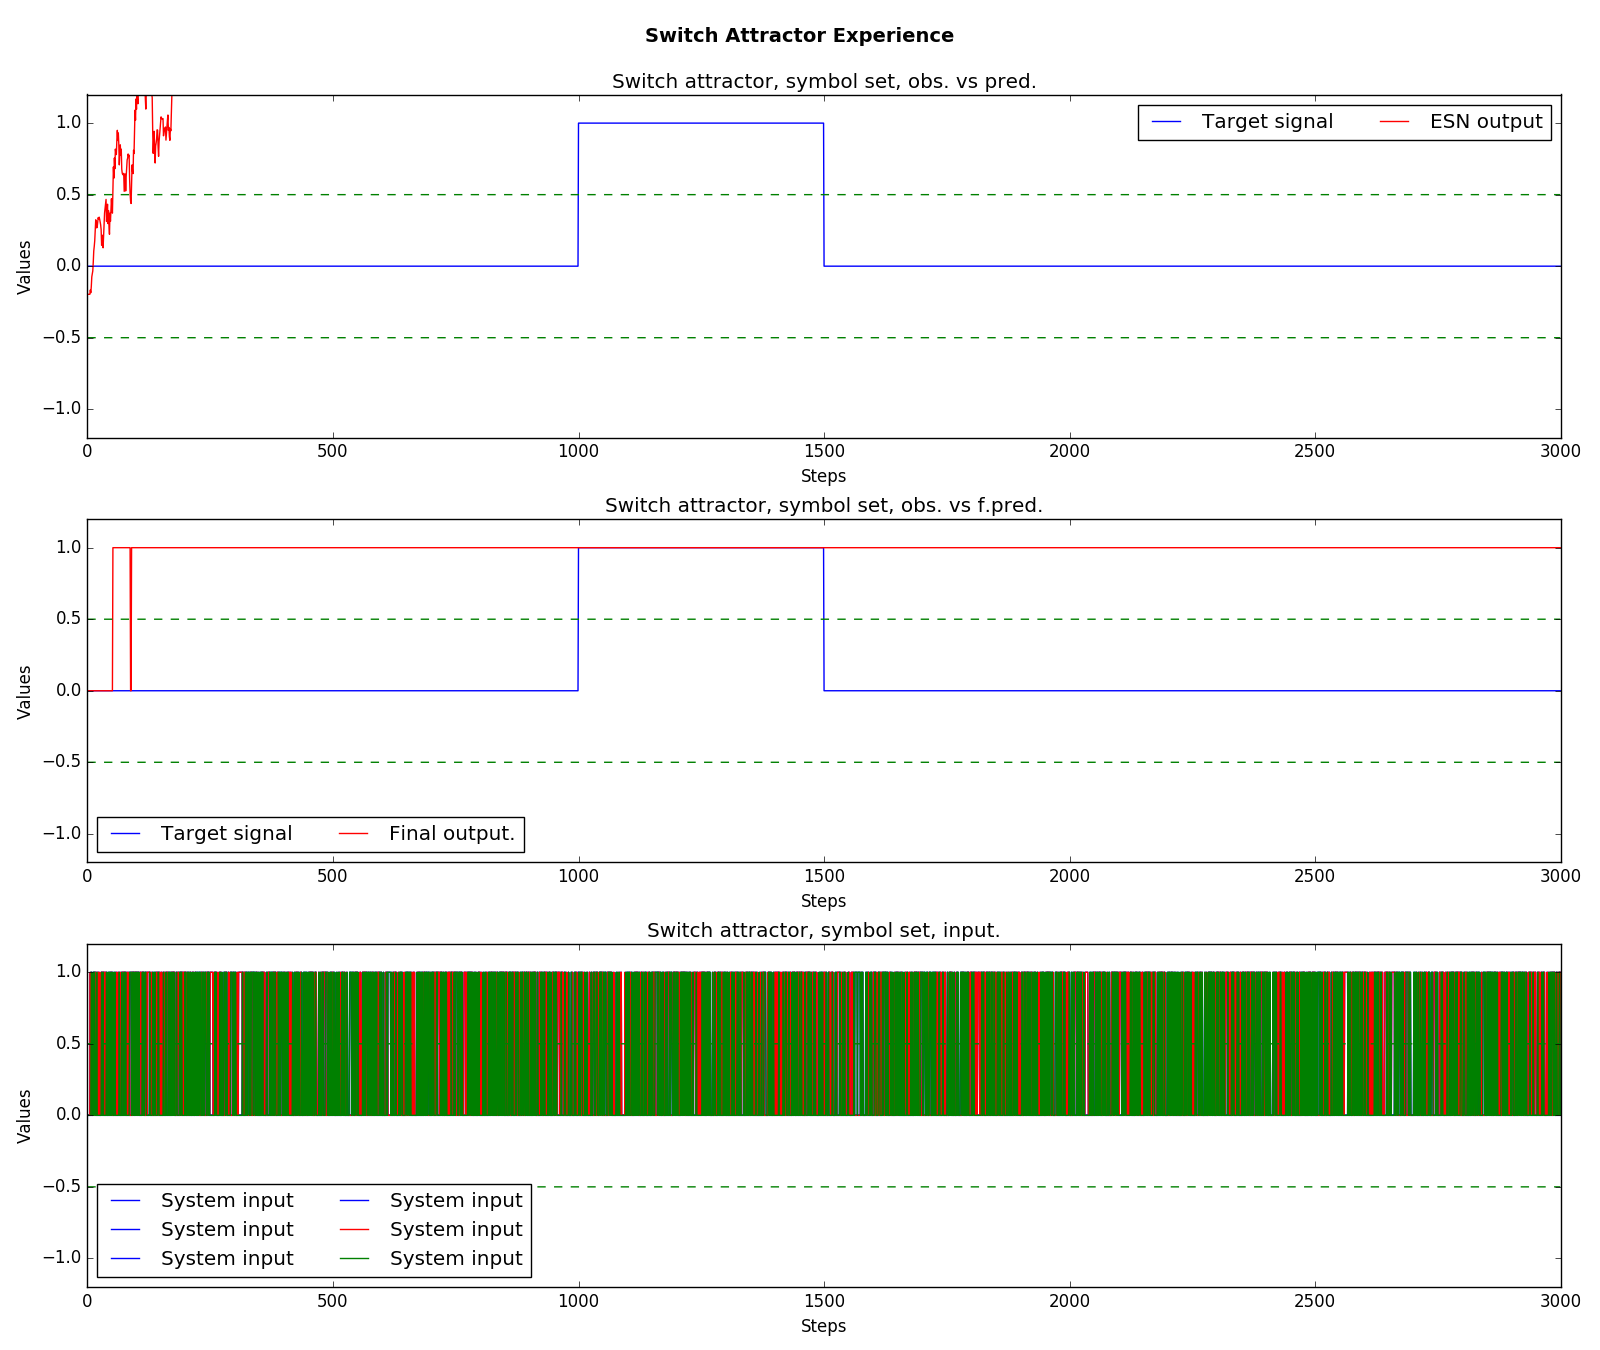 Switch Attractor Experience
Switch attractor, symbol set, obs. vs pred.
Target signal ESN output
Values
1.0
0.5
0.0
−0.5
−1.0
0 500 1000 1500 2000 2500 3000
Steps
Switch attractor, symbol set, obs. vs f.pred.
Values
1.0
0.5
0.0
−0.5
−1.0
Target signal Final output.
0 500 1000 1500 2000 2500 3000
Steps
Switch attractor, symbol set, input.
Values
1.0
0.5
0.0
−0.5
−1.0
System input System input
System input System input
System input System input
0 500 1000 1500 2000 2500 3000
Steps